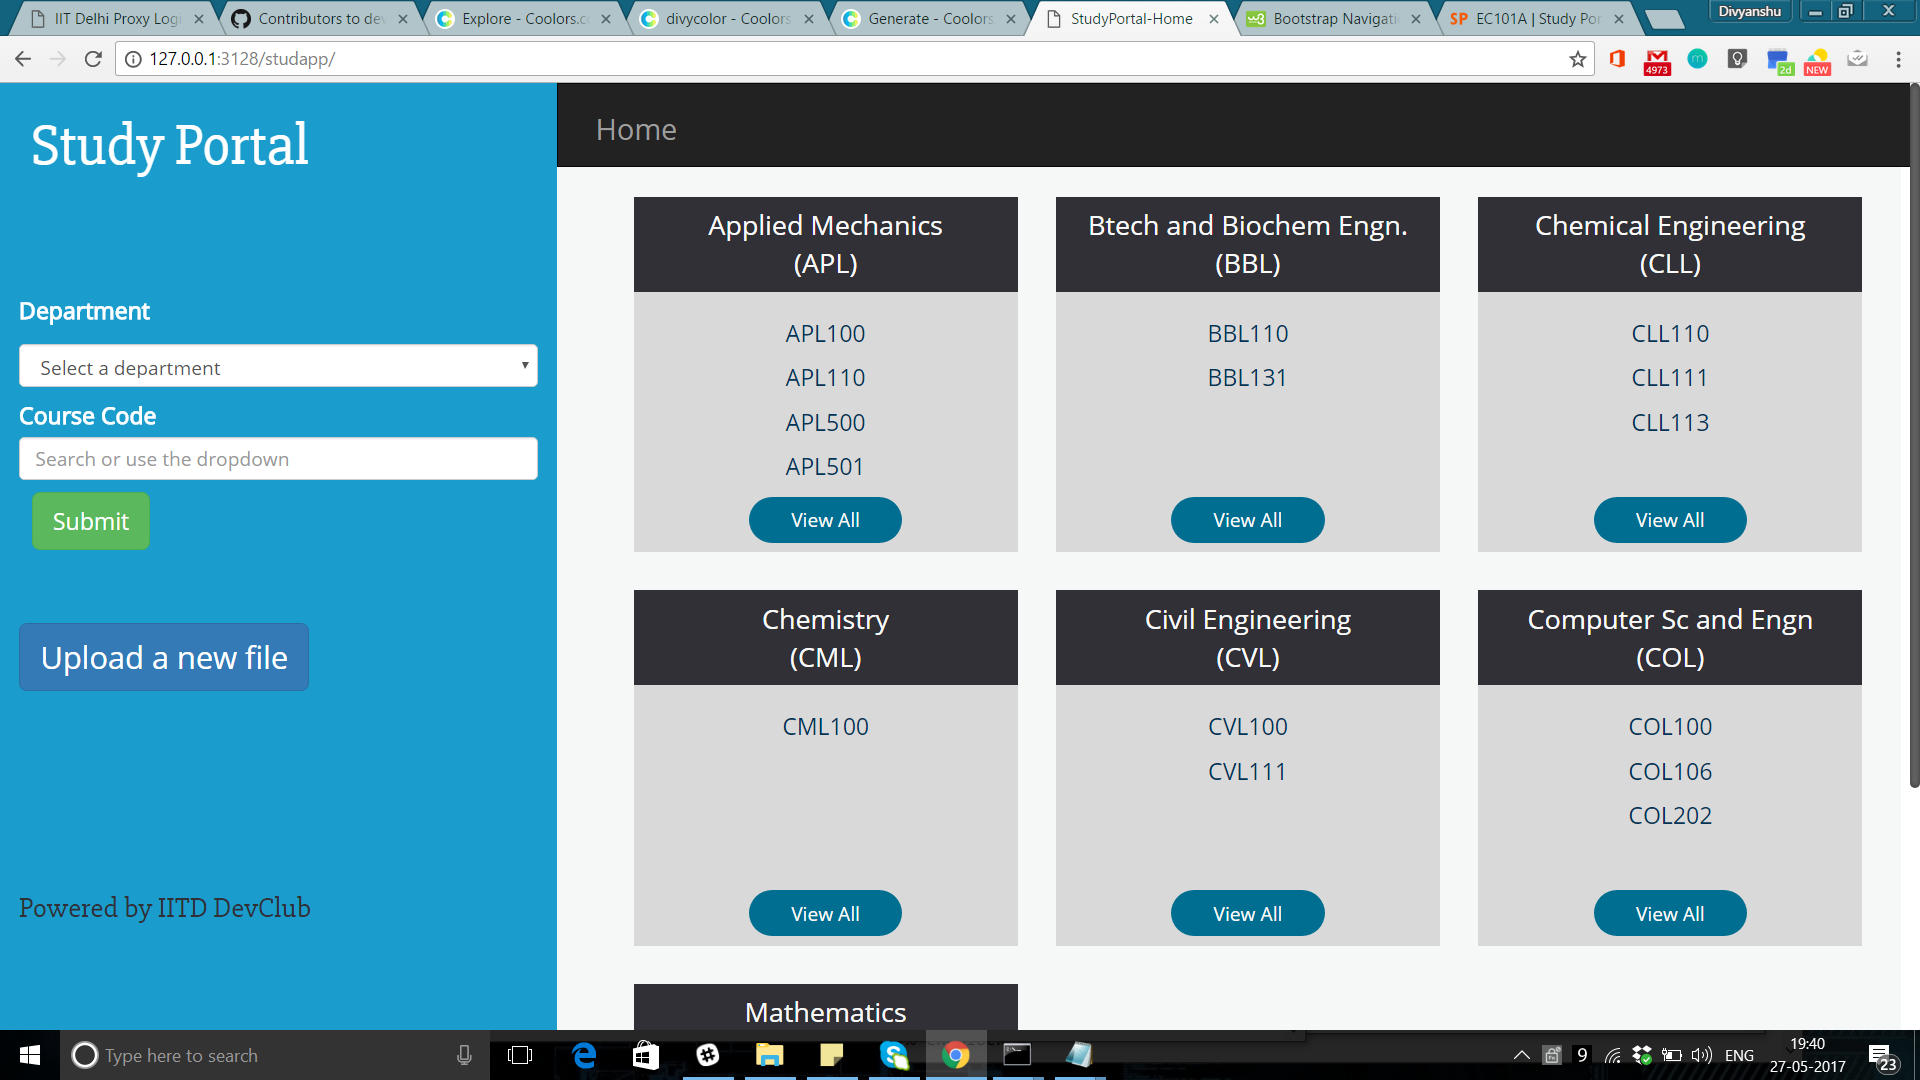 IIT Delhi Proxy Logi
Contributors to dev
Explore - Coolors.co
divycolor - Coolors
Generate - Coolors
StudyPortal-Home
Bootstrap Navigati
SP EC101A | Study Por
Divyanshu
127.0.0.1:3128/studapp/
4973
m
2d
NEW
Study Portal
Home
Department
Select a department
Course Code
Search or use the dropdown
Submit
Upload a new file
Powered by IITD DevClub
Applied Mechanics
(APL)
APL100
APL110
APL500
APL501
View All
Btech and Biochem Engn.
(BBL)
BBL110
BBL131
View All
Chemical Engineering
(CLL)
CLL110
CLL111
CLL113
View All
Chemistry
(CML)
CML100
View All
Civil Engineering
(CVL)
CVL100
CVL111
View All
Computer Sc and Engn
(COL)
COL100
COL106
COL202
View All
Mathematics
Type here to search
9
ENG
19:40
27-05-2017
23